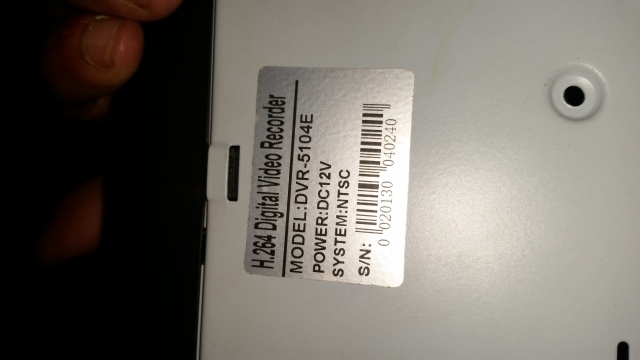 H.264 Digital Video Recorder
MODEL:DVR-5104E
POWER:DC12V
SYSTEM:NTSC
S/N:
0 020130 040240